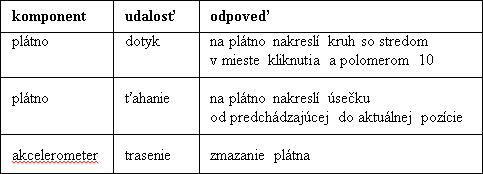 komponent udalosť odpoveď
plátno dotyk na plátno nakreslí kruh so stredom
v mieste kliknutia a polomerom 10
plátno ťahanie na plátno nakreslí úsečku
od predchádzajúcej do aktuálnej pozície
akcelerometer trasenie zmazanie plátna